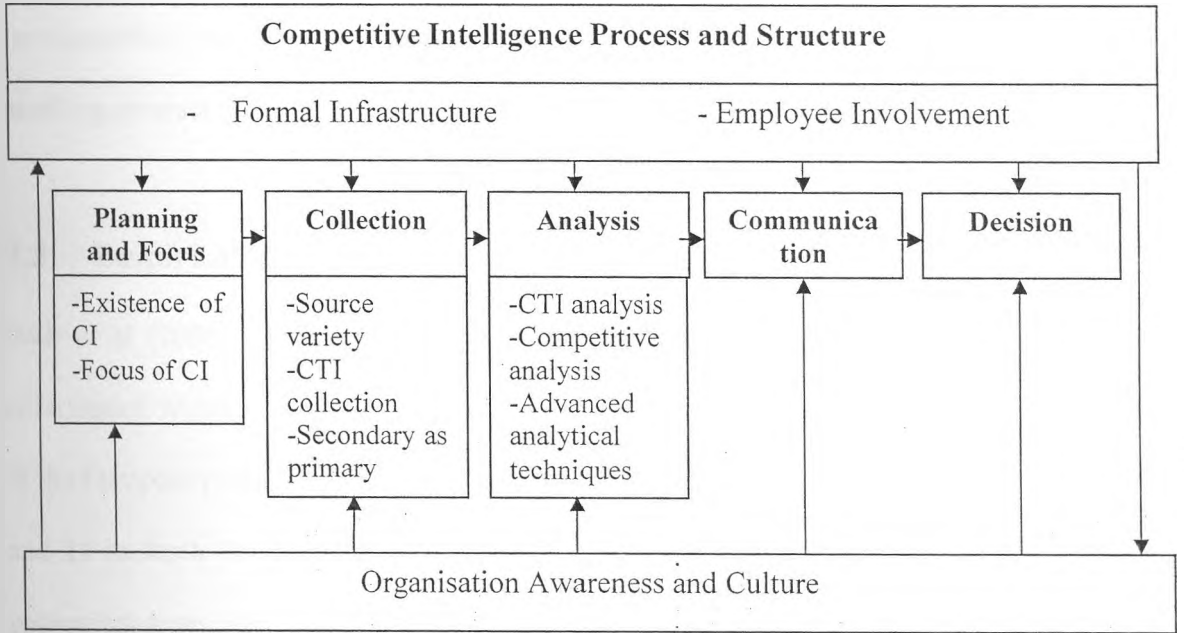 Competitive Intelligence Process and Structure
- Formal Infrastructure - Employee Involvement
Planning
and Focus
-Existence of
CI
-Focus of CI
Collection
-Source
variety
-CTI
collection
-Secondary as
primary
Analysis
-CTI analysis
-Competitive
analysis
-Advanced
analytical
techniques
Communica
tion
Decision
Organisation Awareness and Culture